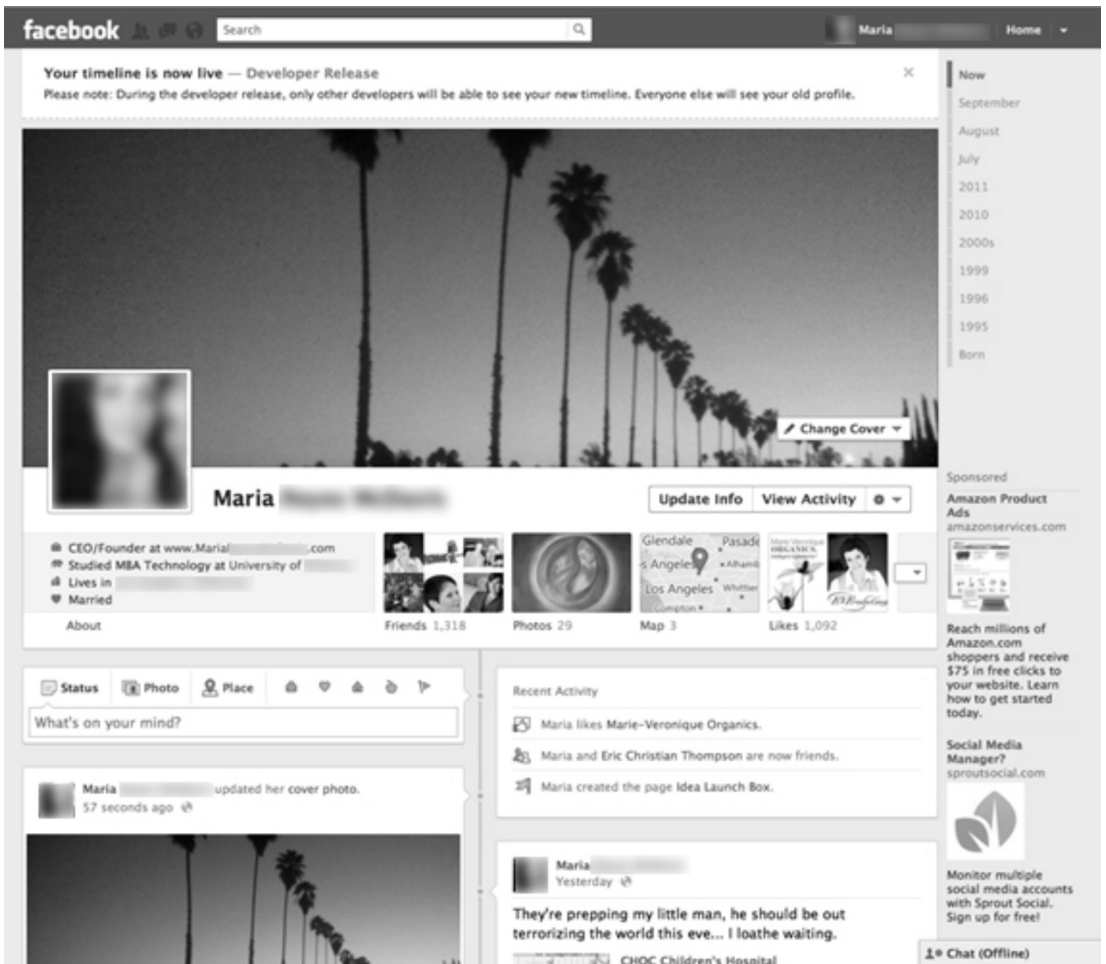 facebook
Search
Maria
Home
Your timeline is now live — Developer Release
Please note: During the developer release, only other developers will be able to see your new timeline. Everyone else will see your old profile.
Now
September
August
July
2011
2010
2000s
1999
1996
1995
Born
Change Cover
Maria
Update Info
View Activity
CEO/Founder at www.Maria .com
Studied MBA Technology at University of
Lives in
Married
About
Glendale
Pasade
s Angeles
Alhamb
Los Angeles
Whittier
Compton
ORGANICS.
Friends 1,318
Photos 29
Map 3
Likes 1,092
Sponsored
Amazon Product
Ads
amazonservices.com
Reach millions of
Amazon.com
shoppers and receive
$75 in free clicks to
your website. Learn
how to get started
today.
Social Media
Manager?
sproutsocial.com
Monitor multiple
social media accounts
with Sprout Social.
Sign up for free!
Status
Photo
Place
What's on your mind?
Maria updated her cover photo.
57 seconds ago
Recent Activity
Maria likes Marie-Veronique Organics.
Maria and Eric Christian Thompson are now friends.
Maria created the page Idea Launch Box.
Maria
Yesterday
They're prepping my little man, he should be out
terrorizing the world this eve... I loathe waiting.
CHOC Children's Hospital
Chat (Offline)